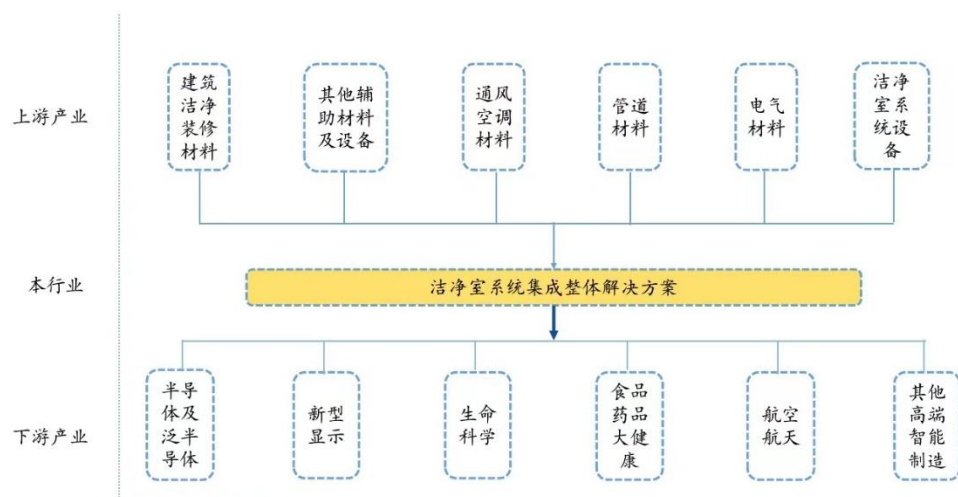 上游产业
建筑
洁净
装修
材料
其他辅
助材料
及设备
通风
空调
材料
管道
材料
电气
材料
洁净
室系
统设
备
本行业
洁净室系统集成整体解决方案
下游产业
半导
体及
泛半
导体
新型
显示
生命
科学
食品
药品
大健
康
航空
航天
其他
高端
智能
制造